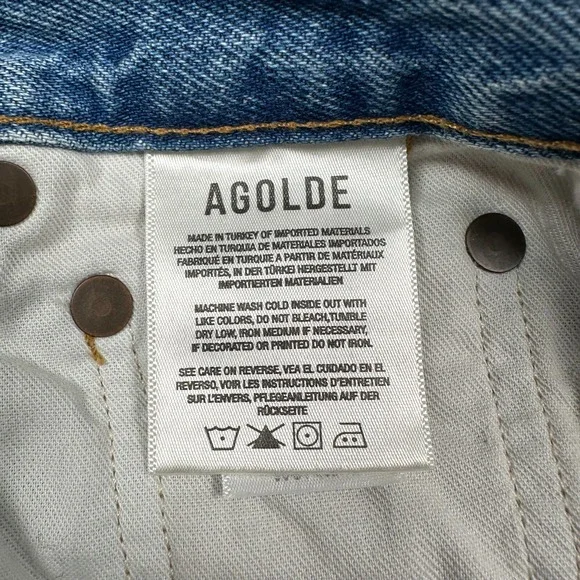 AGOLDE
MADE IN TURKEY OF IMPORTED MATERIALS
HECHO EN TURQUIA DE MATERIALES IMPORTADOS
FABRIQUÉ EN TURQUIE A PARTIR DE MATÉRIAUX
IMPORTÉS, IN DER TÜRKEI HERGESTELLT MIT
IMPORTIERTEN MATERIALIEN
MACHINE WASH COLD INSIDE OUT WITH
LIKE COLORS, DO NOT BLEACH,TUMBLE
DRY LOW, IRON MEDIUM IF NECESSARY,
IF DECORATED OR PRINTED DO NOT IRON.
SEE CARE ON REVERSE, VEA EL CUIDADO EN EL
REVERSO, VOIR LES INSTRUCTIONS D'ENTRETIEN
SUR L'ENVERS, PFLEGEANLEITUNG AUF DER
RÜCKSEITE